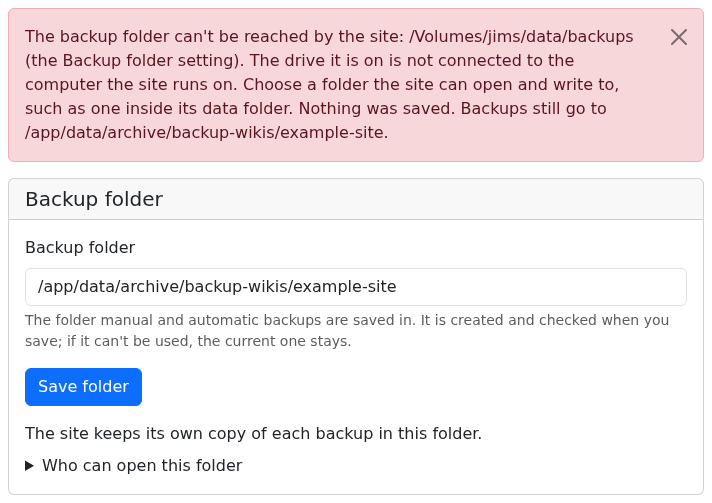 The backup folder can't be reached by the site: /Volumes/jims/data/backups
(the Backup folder setting). The drive it is on is not connected to the
computer the site runs on. Choose a folder the site can open and write to,
such as one inside its data folder. Nothing was saved. Backups still go to
/app/data/archive/backup-wikis/example-site.
Backup folder
Backup folder
/app/data/archive/backup-wikis/example-site
The folder manual and automatic backups are saved in. It is created and checked when you
save; if it can't be used, the current one stays.
Save folder
The site keeps its own copy of each backup in this folder.
Who can open this folder